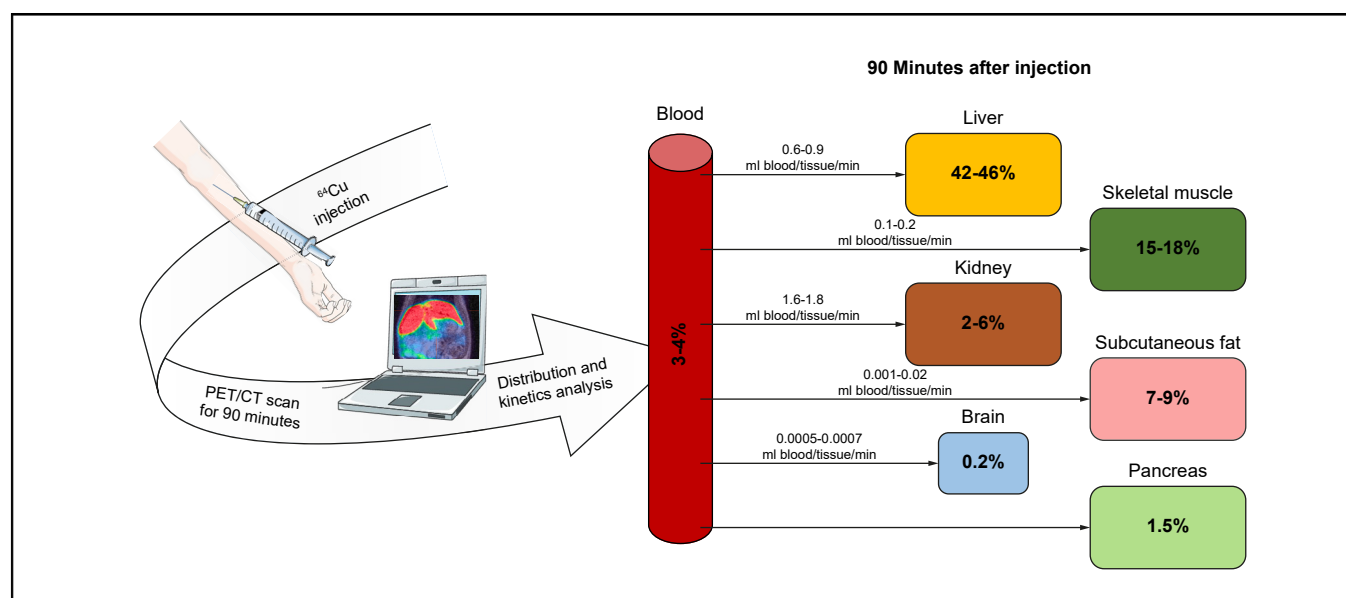 90 Minutes after injection
Blood
Liver
0.6-0.9
ml blood/tissue/min
42-46%
⁶⁴Cu
injection
Skeletal muscle
0.1-0.2
ml blood/tissue/min
15-18%
Kidney
1.6-1.8
ml blood/tissue/min
2-6%
3-4%
Subcutaneous fat
0.001-0.02
ml blood/tissue/min
7-9%
PET/CT scan
for 90 minutes
Distribution and
kinetics analysis
Brain
0.0005-0.0007
ml blood/tissue/min
0.2%
Pancreas
1.5%